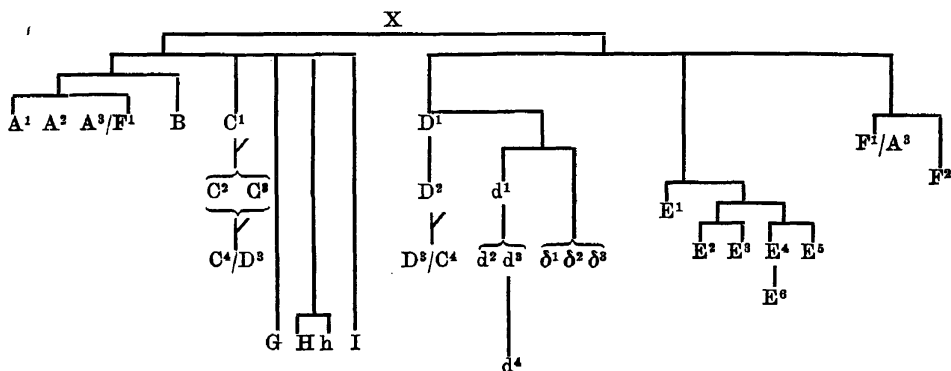 X
A¹ A² A³/F¹ B C¹ D¹ F¹/A³
C² C³ D² d¹ E¹ F²
C⁴/D³ D³/C⁴ d² d³ δ¹ δ² δ³ E² E³ E⁴ E⁵
E⁶
G H h I
d⁴